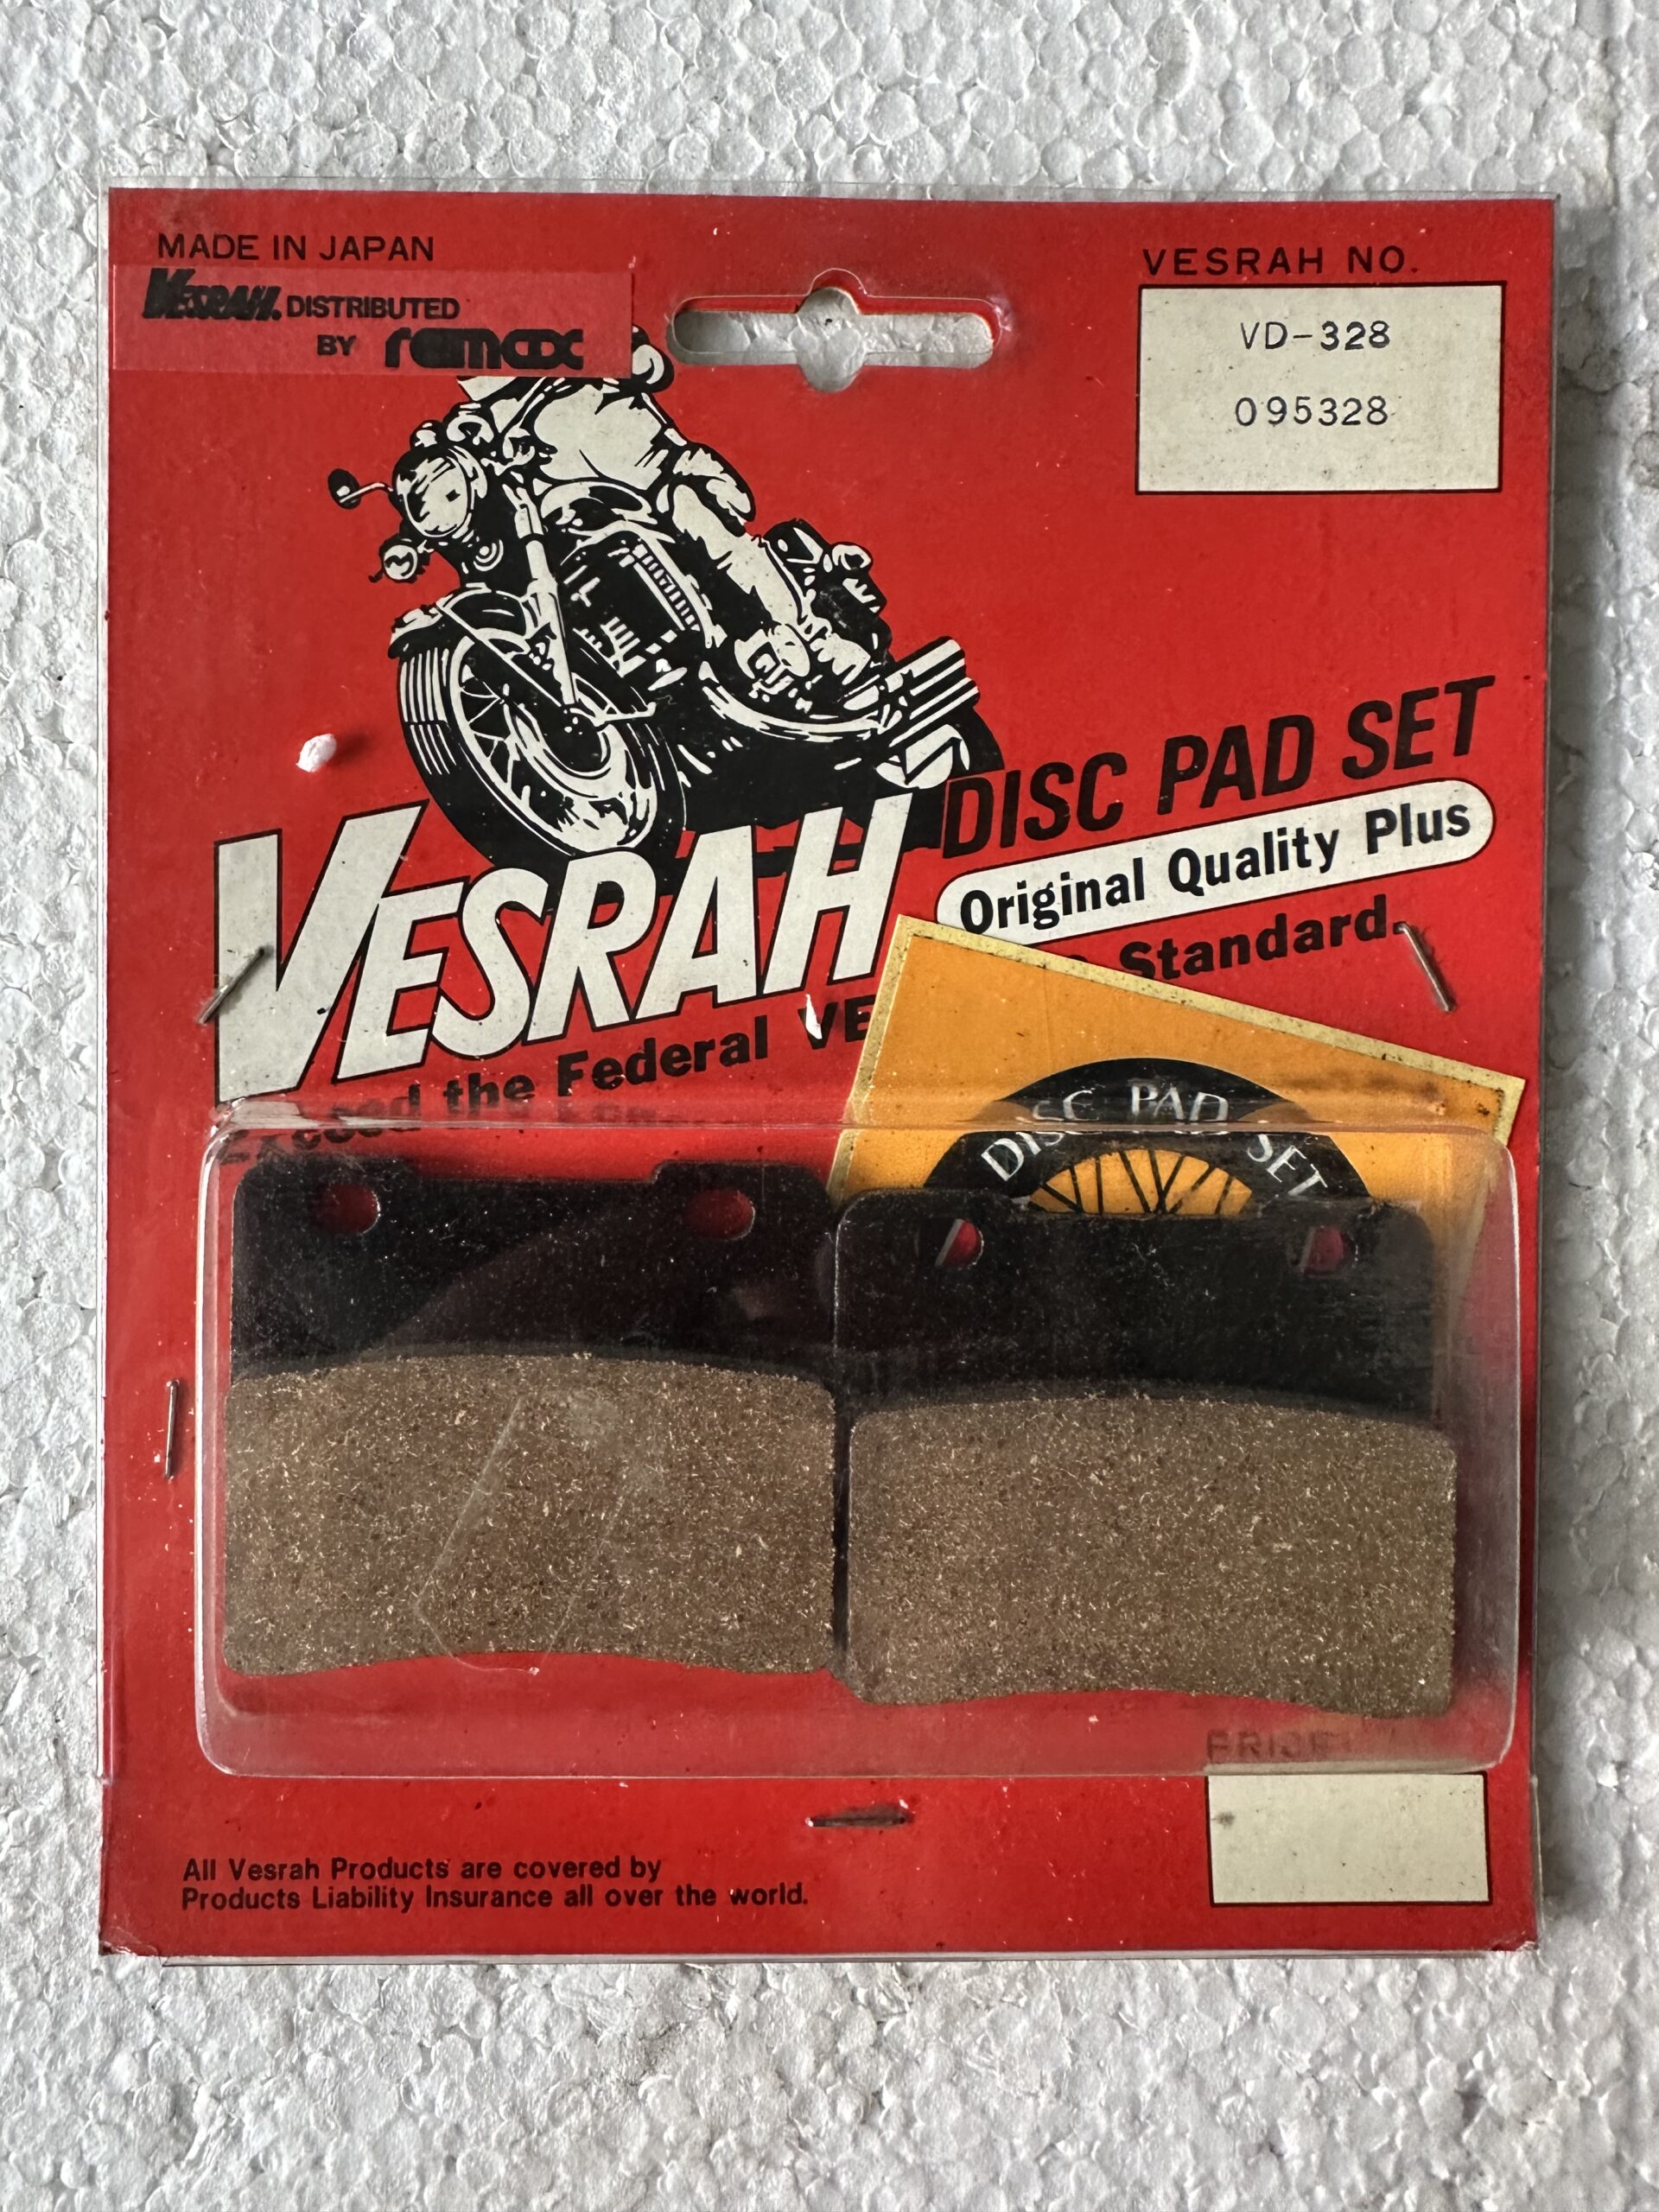 MADE IN JAPAN
VESRAH. DISTRIBUTED
BY remax
VESRAH NO.
VD-328
095328
DISC PAD SET
VESRAH
Original Quality Plus
Exceed the Federal VE Standard.
DISC PAD SET
PRICE
All Vesrah Products are covered by
Products Liability Insurance all over the world.